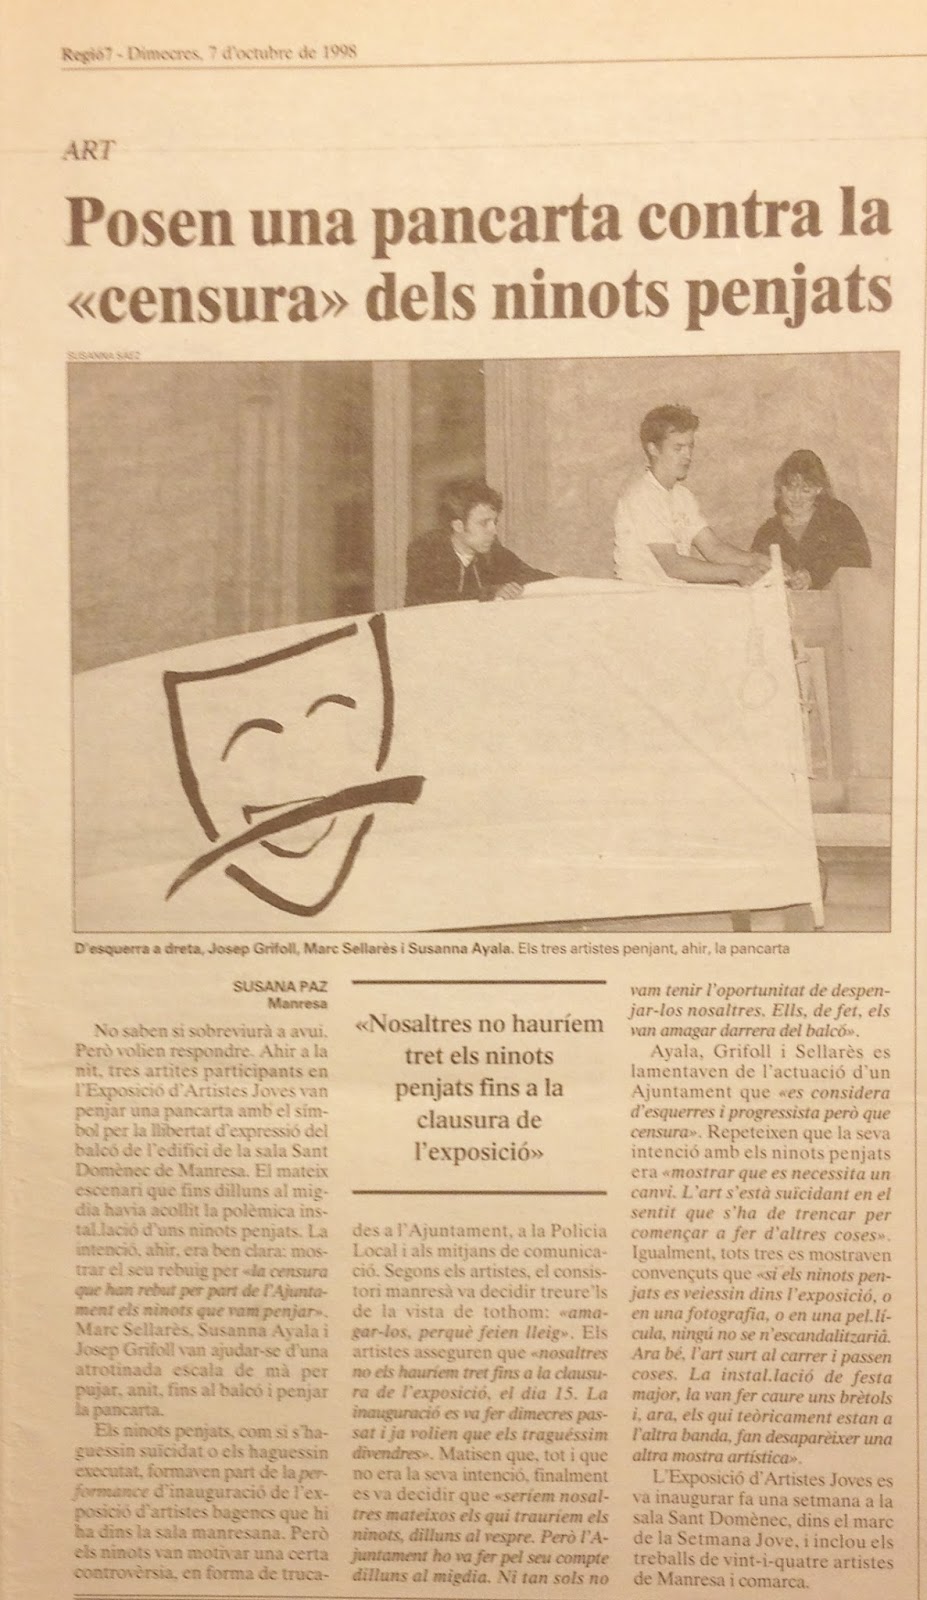 Regió7 - Dimecres, 7 d'octubre de 1998
ART
Posen una pancarta contra la
«censura» dels ninots penjats
SUSANNA SÁEZ
D'esquerra a dreta, Josep Grifoll, Marc Sellarès i Susanna Ayala. Els tres artistes penjant, ahir, la pancarta
SUSANA PAZ
Manresa
No saben si sobreviurà a avui.
Però volien respondre. Ahir a la
nit, tres artites participants en
l'Exposició d'Artistes Joves van
penjar una pancarta amb el sím-
bol per la llibertat d'expressió del
balcó de l'edifici de la sala Sant
Domènec de Manresa. El mateix
escenari que fins dilluns al mig-
dia havia acollit la polèmica ins-
tal.lació d'uns ninots penjats. La
intenció, ahir, era ben clara: mos-
trar el seu rebuig per «la censura
que han rebut per part de l'Ajunta-
ment els ninots que vam penjar».
Marc Sellarès, Susanna Ayala i
Josep Grifoll van ajudar-se d'una
atrotinada escala de mà per
pujar, anit, fins al balcó i penjar
la pancarta.
Els ninots penjats, com si s'ha-
guessin suïcidat o els haguessin
executat, formaven part de la per-
formance d'inauguració de l'ex-
posició d'artistes bagencs que hi
ha dins la sala manresana. Però
els ninots van motivar una certa
controvèrsia, en forma de truca-
«Nosaltres no hauríem
tret els ninots
penjats fins a la
clausura de
l'exposició»
des a l'Ajuntament, a la Policia
Local i als mitjans de comunica-
ció. Segons els artistes, el consis-
tori manresà va decidir treure'ls
de la vista de tothom: «ama-
gar-los, perquè feien lleig». Els
artistes asseguren que «nosaltres
no els hauríem tret fins a la clausu-
ra de l'exposició, el dia 15. La
inauguració es va fer dimecres pas-
sat i ja volien que els traguéssim
divendres». Matisen que, tot i que
no era la seva intenció, finalment
es va decidir que «seríem nosal-
tres mateixos els qui trauríem els
ninots, dilluns al vespre. Però l'A-
juntament ho va fer pel seu compte
dilluns al migdia. Ni tan sols no
vam tenir l'oportunitat de despen-
jar-los nosaltres. Ells, de fet, els
van amagar darrera del balcó».
Ayala, Grifoll i Sellarès es
lamentaven de l'actuació d'un
Ajuntament que «es considera
d'esquerres i progressista però que
censura». Repeteixen que la seva
intenció amb els ninots penjats
era «mostrar que es necessita un
canvi. L'art s'està suïcidant en el
sentit que s'ha de trencar per
començar a fer d'altres coses».
Igualment, tots tres es mostraven
convençuts que «si els ninots pen-
jats es veiessin dins l'exposició, o
en una fotografia, o en una pel.lí-
cula, ningú no se n'escandalitzarià.
Ara bé, l'art surt al carrer i passen
coses. La instal.lació de festa
major, la van fer caure uns brètols
i, ara, els qui teòricament estan a
l'altra banda, fan desaparèixer una
altra mostra artística».
L'Exposició d'Artistes Joves es
va inaugurar fa una setmana a la
sala Sant Domènec, dins el marc
de la Setmana Jove, i inclou els
treballs de vint-i-quatre artistes
de Manresa i comarca.